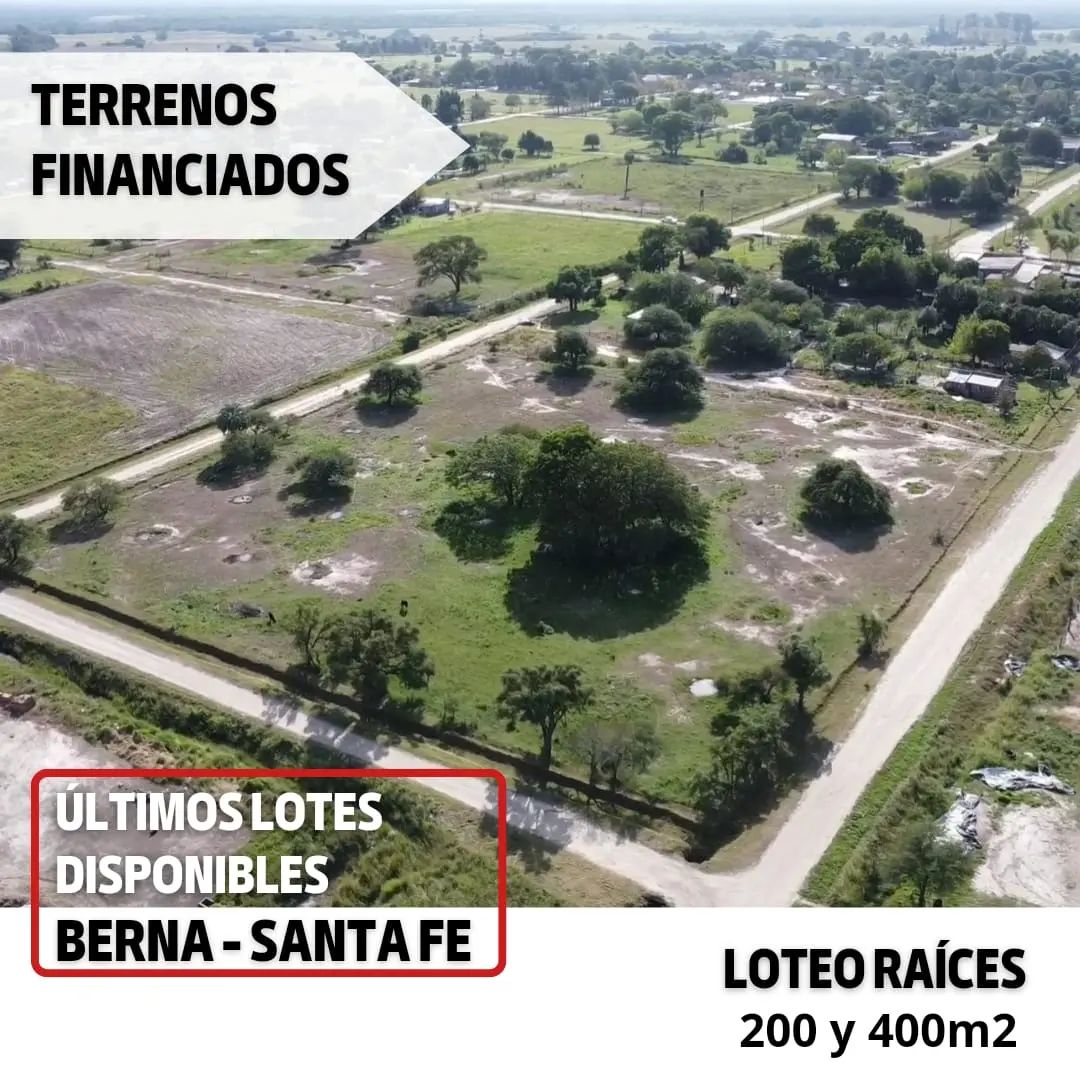 TERRENOS
FINANCIADOS
ÚLTIMOS LOTES
DISPONIBLES
BERNA - SANTA FE
LOTEO RAÍCES
200 y 400m2